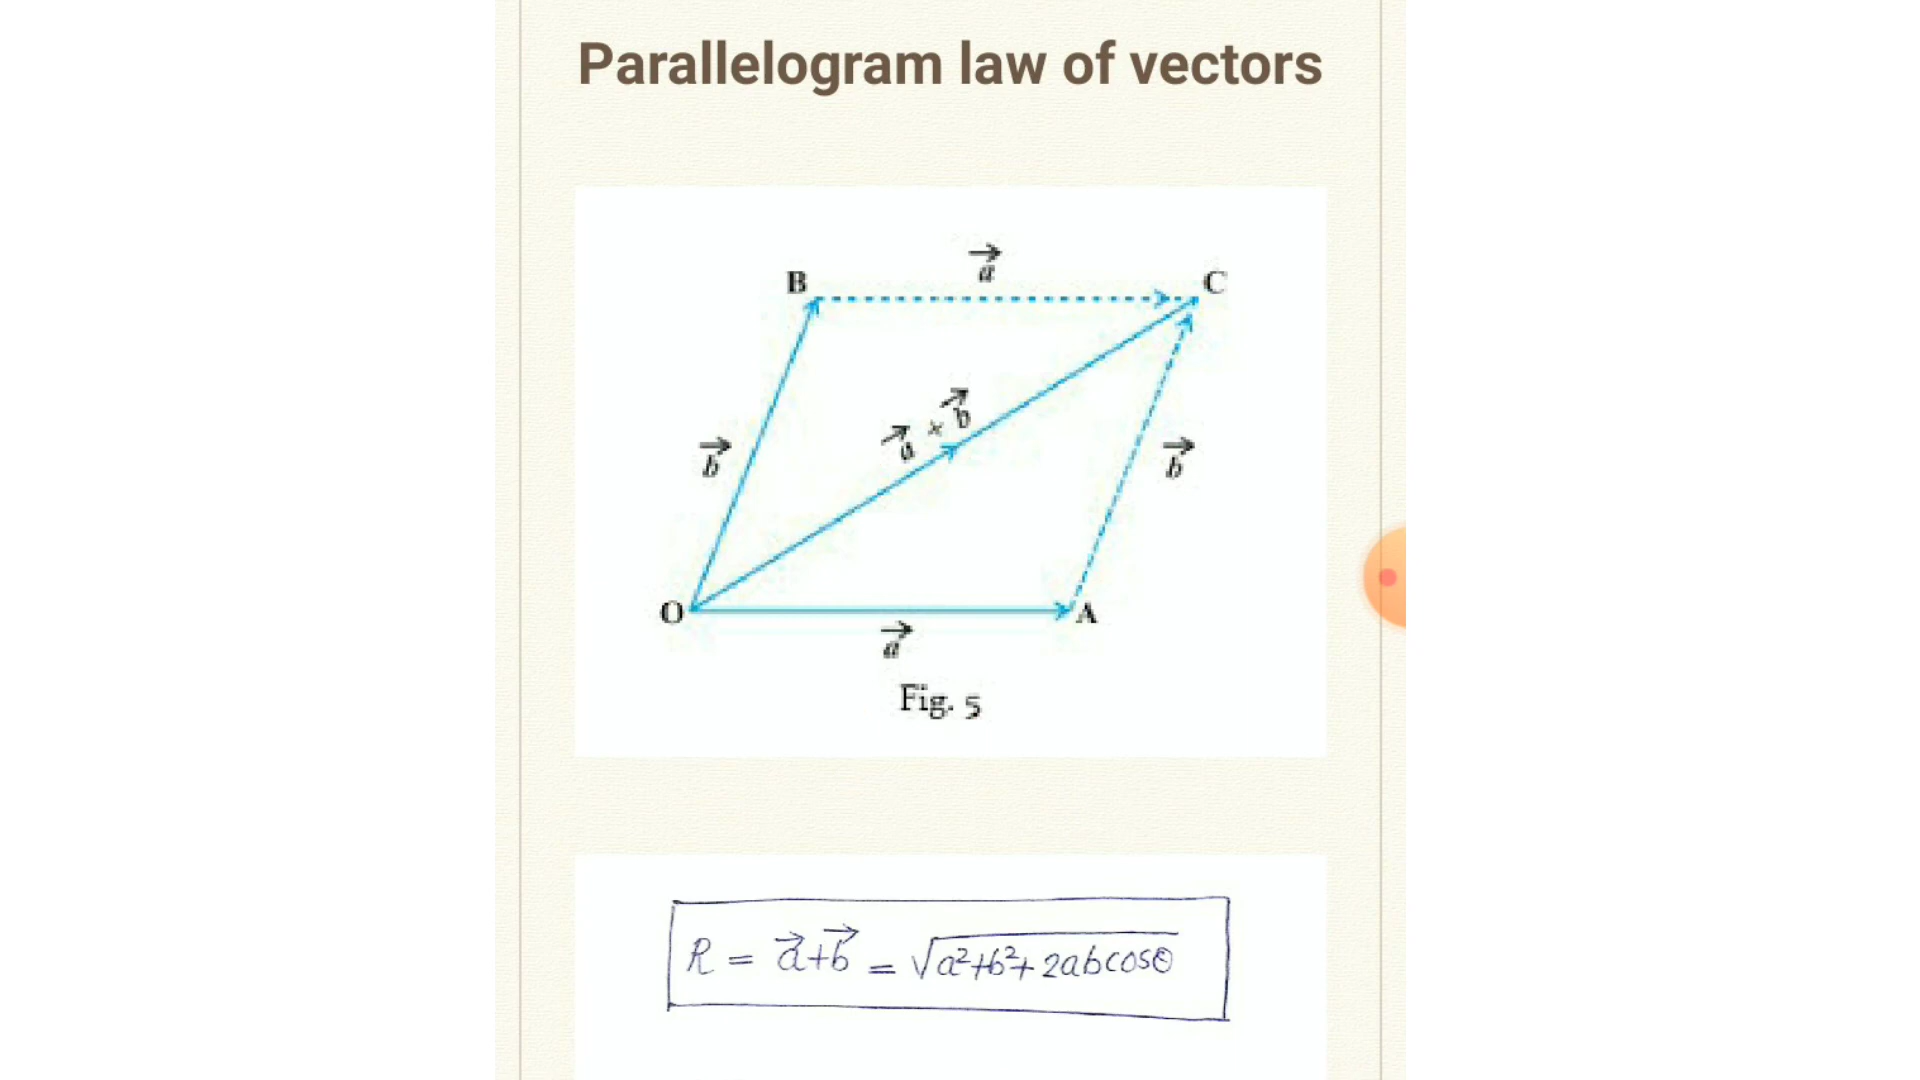 Parallelogram law of vectors
a⃗
B C
a⃗ + b⃗
b⃗ b⃗
O A
a⃗
Fig. 5
R = a⃗+b⃗ = √a²+b²+2abcosθ